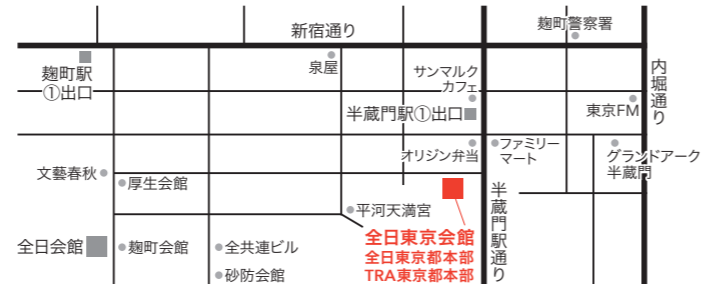 新宿通り
麹町警察署
麹町駅
①出口
泉屋
サンマルク
カフェ
内堀通り
半蔵門駅①出口
東京FM
オリジン弁当
ファミリー
マート
グランドアーク
半蔵門
文藝春秋
厚生会館
平河天満宮
半蔵門駅通り
全日東京会館
全日東京都本部
TRA東京都本部
全日会館
麹町会館
全共連ビル
砂防会館